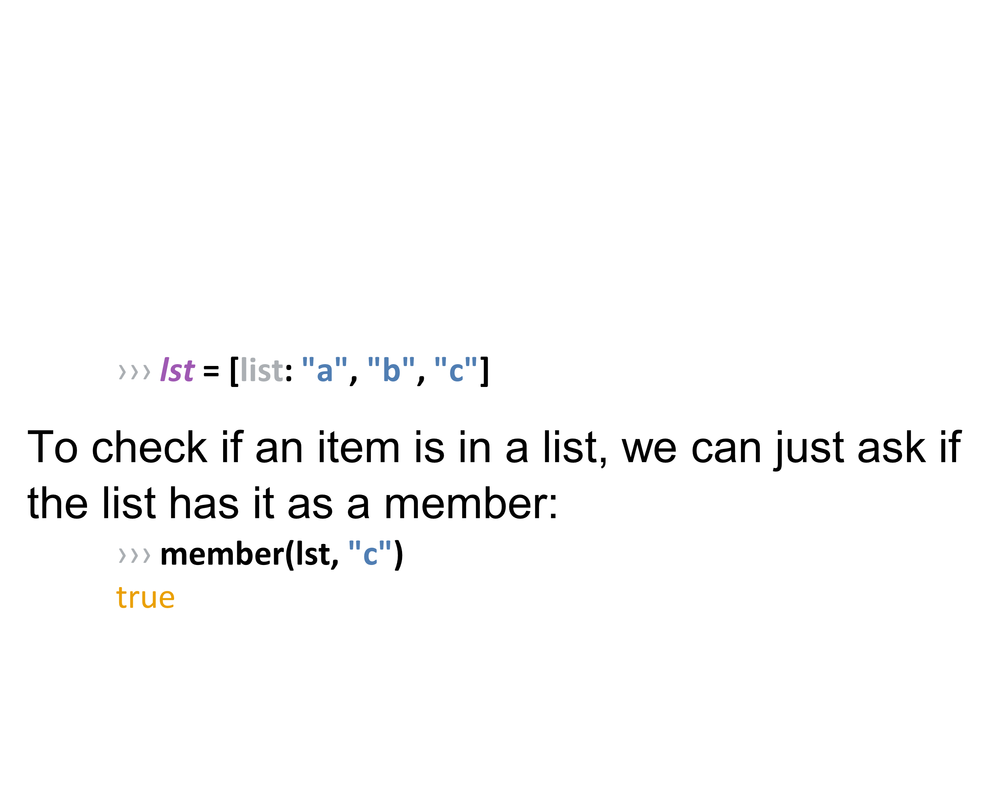 ››› lst = [list: "a", "b", "c"]
To check if an item is in a list, we can just ask if
the list has it as a member:
››› member(lst, "c")
true